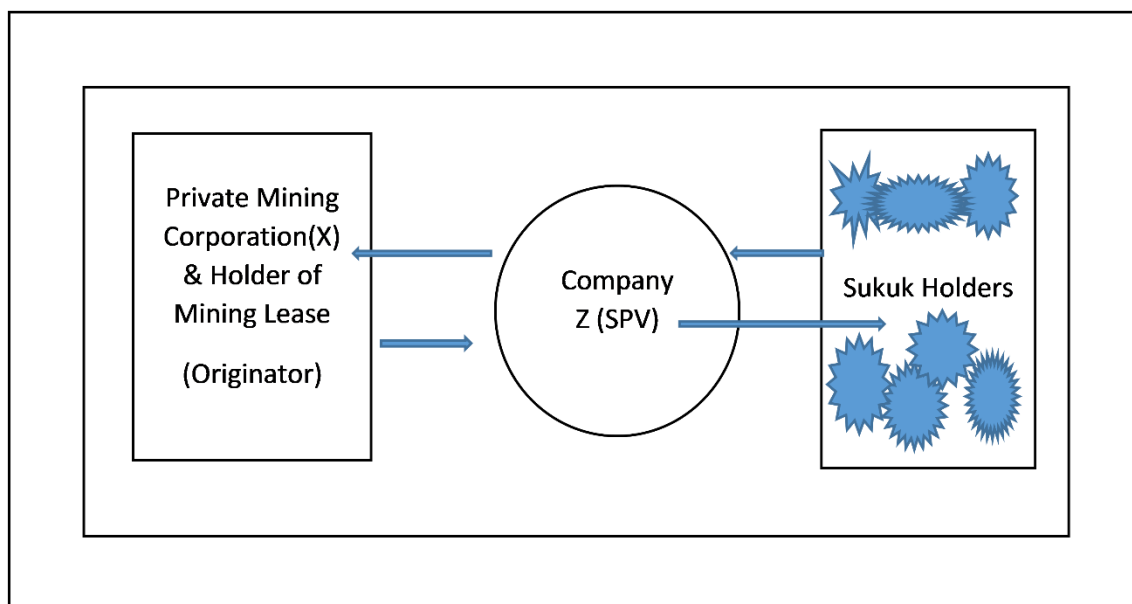 Private Mining
Corporation(X)
& Holder of
Mining Lease
(Originator)
Company
Z (SPV)
Sukuk Holders